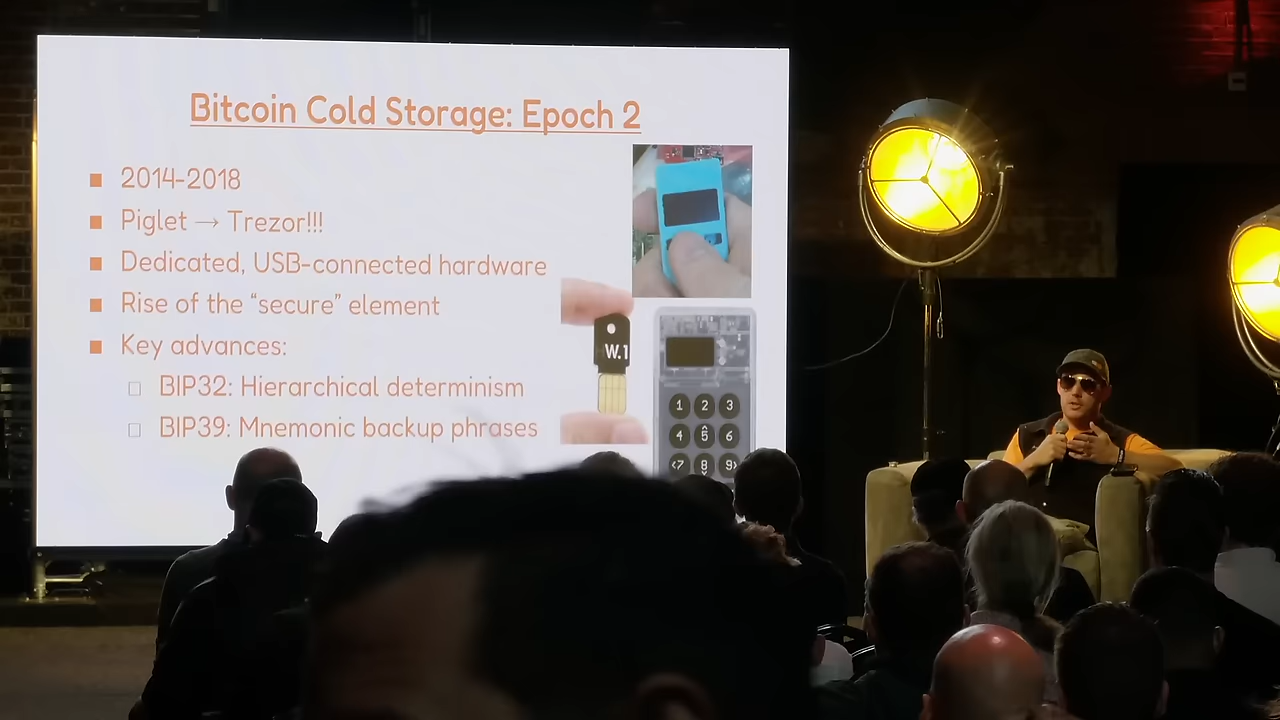 Bitcoin Cold Storage: Epoch 2
2014-2018
Piglet → Trezor!!!
Dedicated, USB-connected hardware
Rise of the “secure” element
Key advances:
BIP32: Hierarchical determinism
BIP39: Mnemonic backup phrases
W.1
1 2 3
4 5 6
<7 8 9>